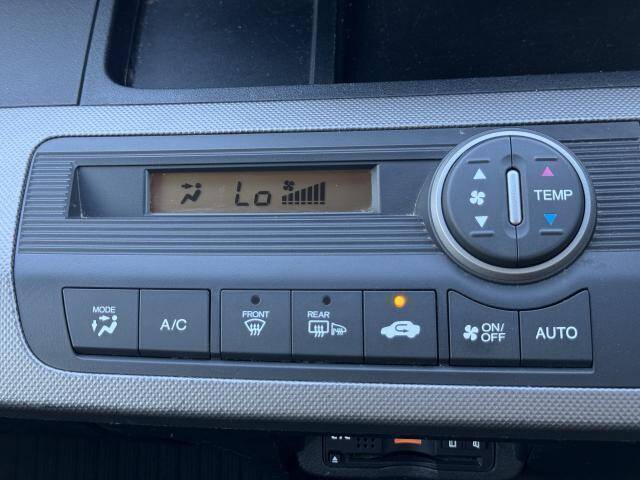 Lo
TEMP
MODE
A/C
FRONT
REAR
ON/
OFF
AUTO